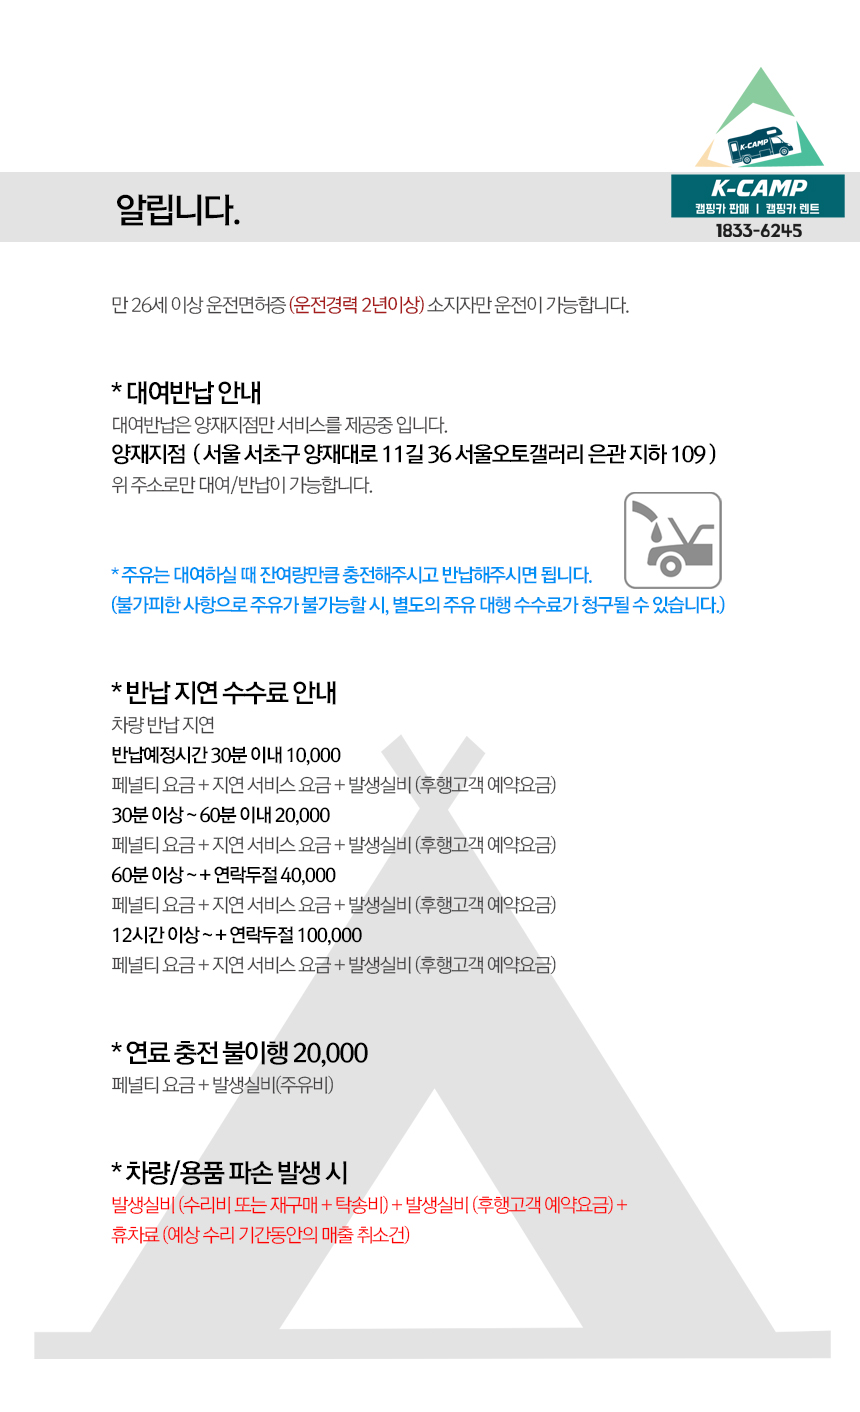 K-CAMP
K-CAMP
캠핑카 판매 | 캠핑카 렌트
1833-6245
알립니다.
만 26세 이상 운전면허증 (운전경력 2년이상) 소지자만 운전이 가능합니다.
* 대여반납 안내
대여반납은 양재지점만 서비스를 제공중 입니다.
양재지점 ( 서울 서초구 양재대로 11길 36 서울오토갤러리 은관 지하 109 )
위 주소로만 대여/반납이 가능합니다.
* 주유는 대여하실 때 잔여량만큼 충전해주시고 반납해주시면 됩니다.
(불가피한 사항으로 주유가 불가능할 시, 별도의 주유 대행 수수료가 청구될 수 있습니다.)
* 반납 지연 수수료 안내
차량 반납 지연
반납예정시간 30분 이내 10,000
페널티 요금 + 지연 서비스 요금 + 발생실비 (후행고객 예약요금)
30분 이상 ~ 60분 이내 20,000
페널티 요금 + 지연 서비스 요금 + 발생실비 (후행고객 예약요금)
60분 이상 ~ + 연락두절 40,000
페널티 요금 + 지연 서비스 요금 + 발생실비 (후행고객 예약요금)
12시간 이상 ~ + 연락두절 100,000
페널티 요금 + 지연 서비스 요금 + 발생실비 (후행고객 예약요금)
* 연료 충전 불이행 20,000
페널티 요금 + 발생실비(주유비)
* 차량/용품 파손 발생 시
발생실비 (수리비 또는 재구매 + 탁송비) + 발생실비 (후행고객 예약요금) +
휴차료 (예상 수리 기간동안의 매출 취소건)